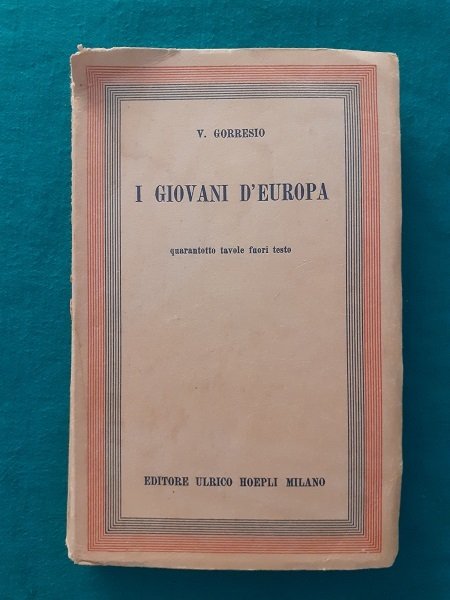 V. GORRESIO
I GIOVANI D'EUROPA
quarantotto tavole fuori testo
EDITORE ULRICO HOEPLI MILANO